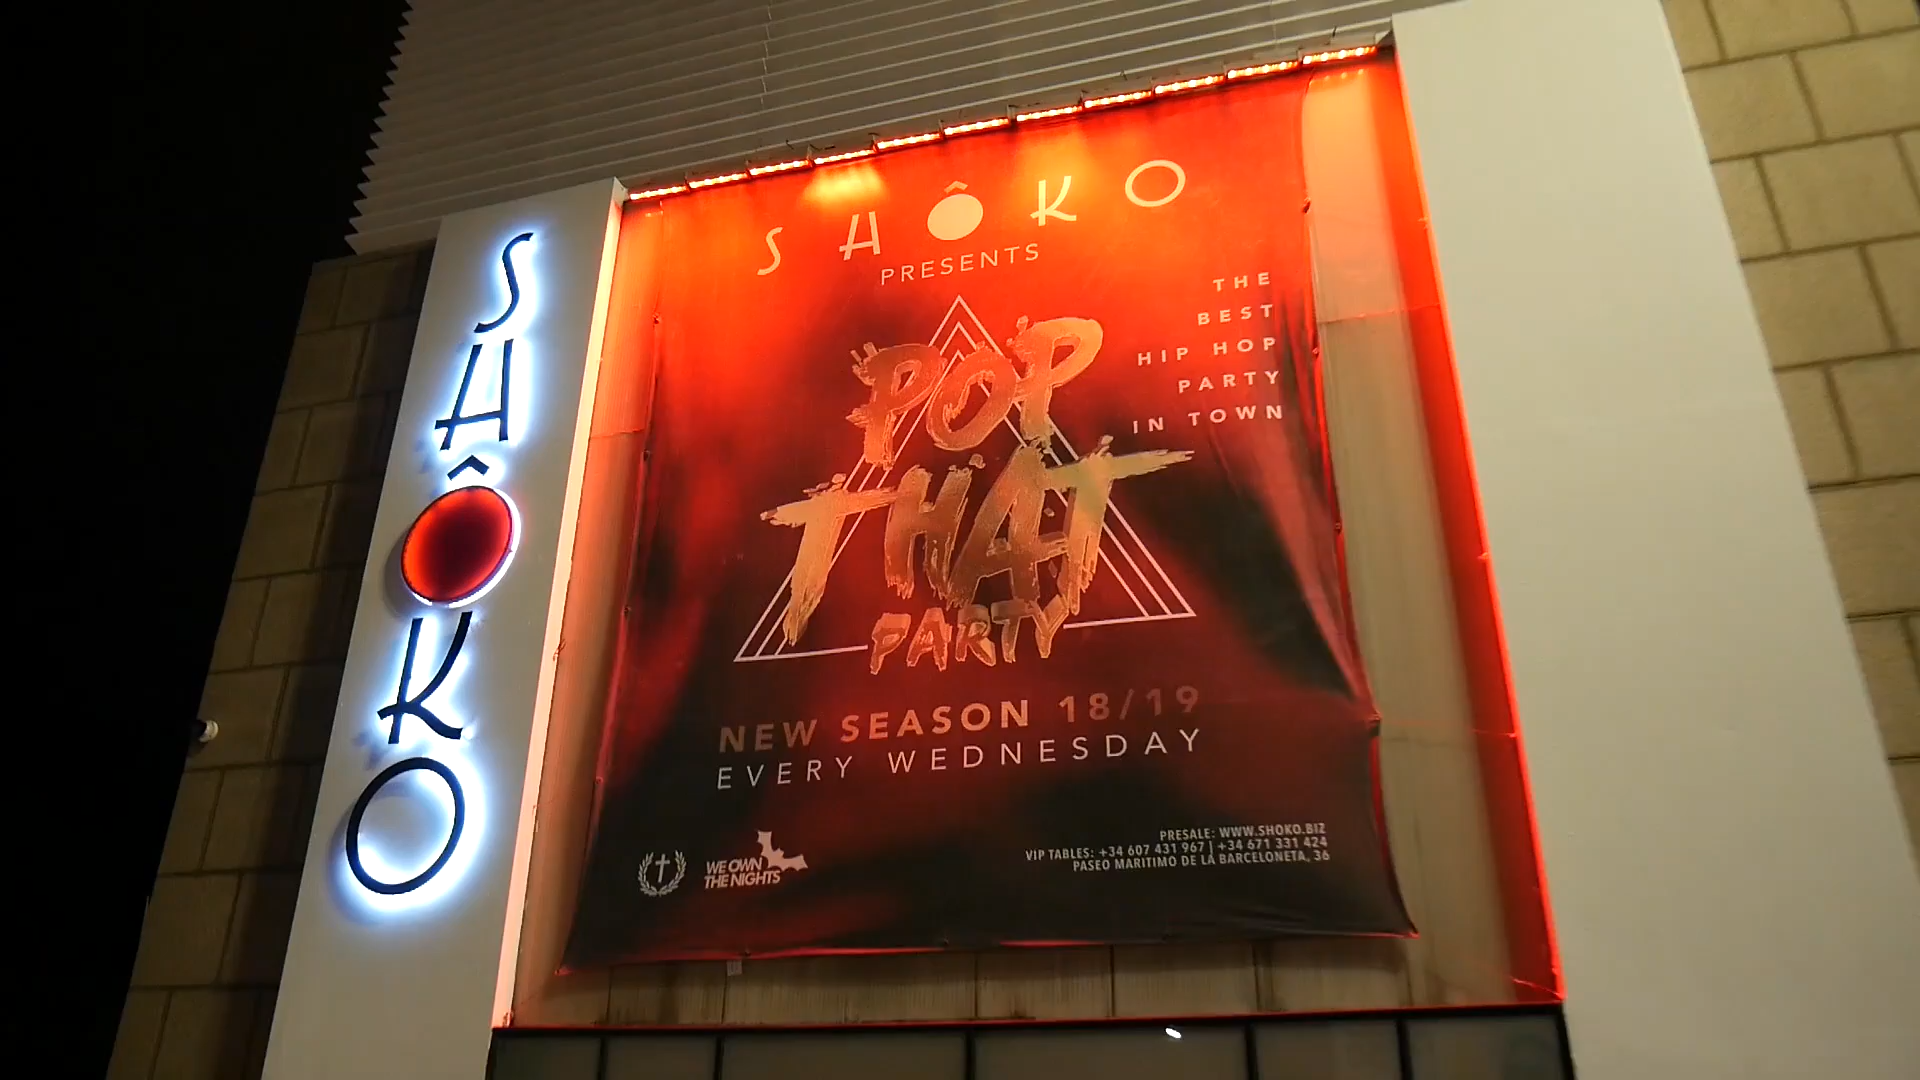 SHÔKO
SHÔKO
PRESENTS
THE
BEST
HIP HOP
PARTY
IN TOWN
POP
THAT
PARTY
NEW SEASON 18/19
EVERY WEDNESDAY
WE OWN
THE NIGHTS
PRESALE: WWW.SHOKO.BIZ
VIP TABLES: +34 607 431 967 | +34 671 331 424
PASEO MARITIMO DE LA BARCELONETA, 36